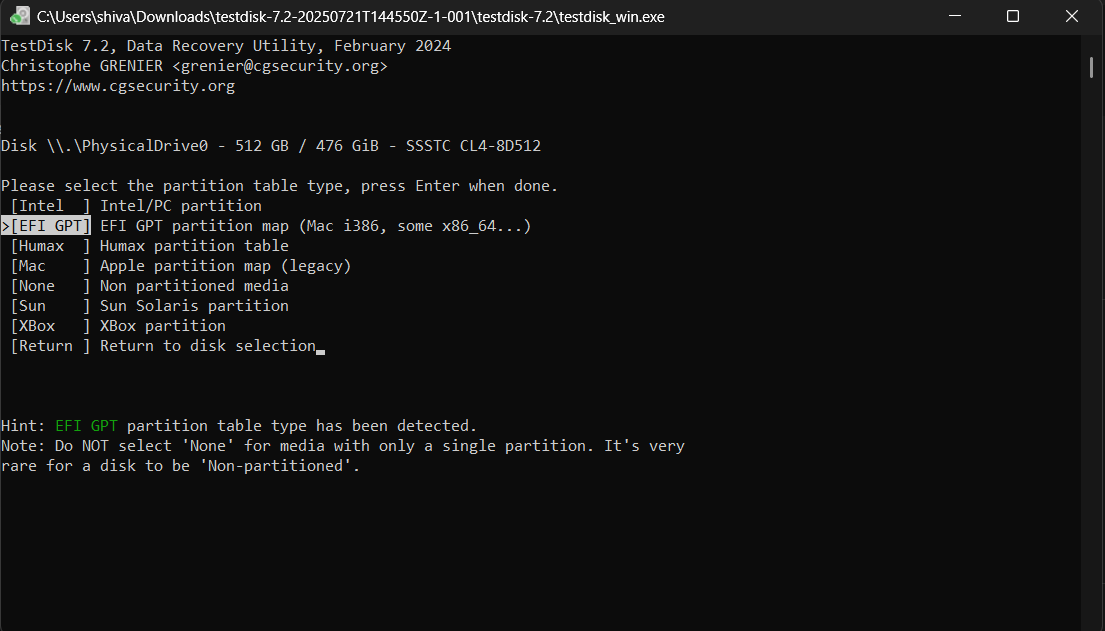 C:\Users\shiva\Downloads\testdisk-7.2-20250721T144550Z-1-001\testdisk-7.2\testdisk_win.exe
TestDisk 7.2, Data Recovery Utility, February 2024
Christophe GRENIER <grenier@cgsecurity.org>
https://www.cgsecurity.org
Disk \\.\PhysicalDrive0 - 512 GB / 476 GiB - SSSTC CL4-8D512
Please select the partition table type, press Enter when done.
[Intel  ] Intel/PC partition
>[EFI GPT] EFI GPT partition map (Mac i386, some x86_64...)
[Humax  ] Humax partition table
[Mac    ] Apple partition map (legacy)
[None   ] Non partitioned media
[Sun    ] Sun Solaris partition
[XBox   ] XBox partition
[Return ] Return to disk selection
Hint: EFI GPT partition table type has been detected.
Note: Do NOT select 'None' for media with only a single partition. It's very
rare for a disk to be 'Non-partitioned'.